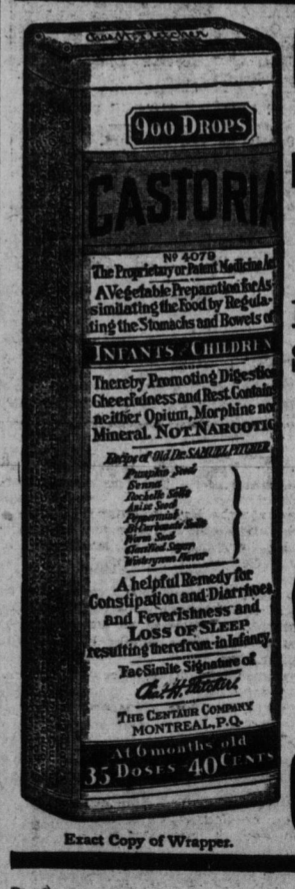 900 DROPS
CASTORIA
Nº 4079
The Proprietary or Patent Medicine Act
A Vegetable Preparation for As-
similating the Food by Regula-
ting the Stomachs and Bowels of
INFANTS CHILDREN
Thereby Promoting Digestion
Cheerfulness and Rest. Contains
neither Opium, Morphine nor
Mineral. NOT NARCOTIC
Recipe of Old Dr. SAMUEL PITCHER
Pumpkin Seed
Senna
Rochelle Salts
Anise Seed
Peppermint
Bi-Carbonate Soda
Worm Seed
Clarified Sugar
Wintergreen Flavor
A helpful Remedy for
Constipation and Diarrhoea
and Feverishness and
LOSS OF SLEEP
resulting therefrom-in Infancy.
Fac-Simile Signature of
Chas. H. Fletcher.
THE CENTAUR COMPANY
MONTREAL, P.Q.
At 6 months old
35 DOSES - 40 CENTS
Exact Copy of Wrapper.